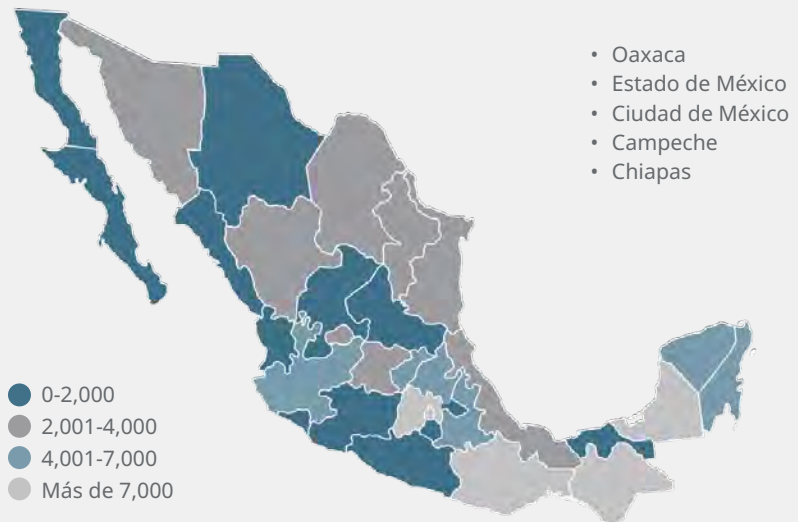 • Oaxaca
• Estado de México
• Ciudad de México
• Campeche
• Chiapas
0-2,000
2,001-4,000
4,001-7,000
Más de 7,000